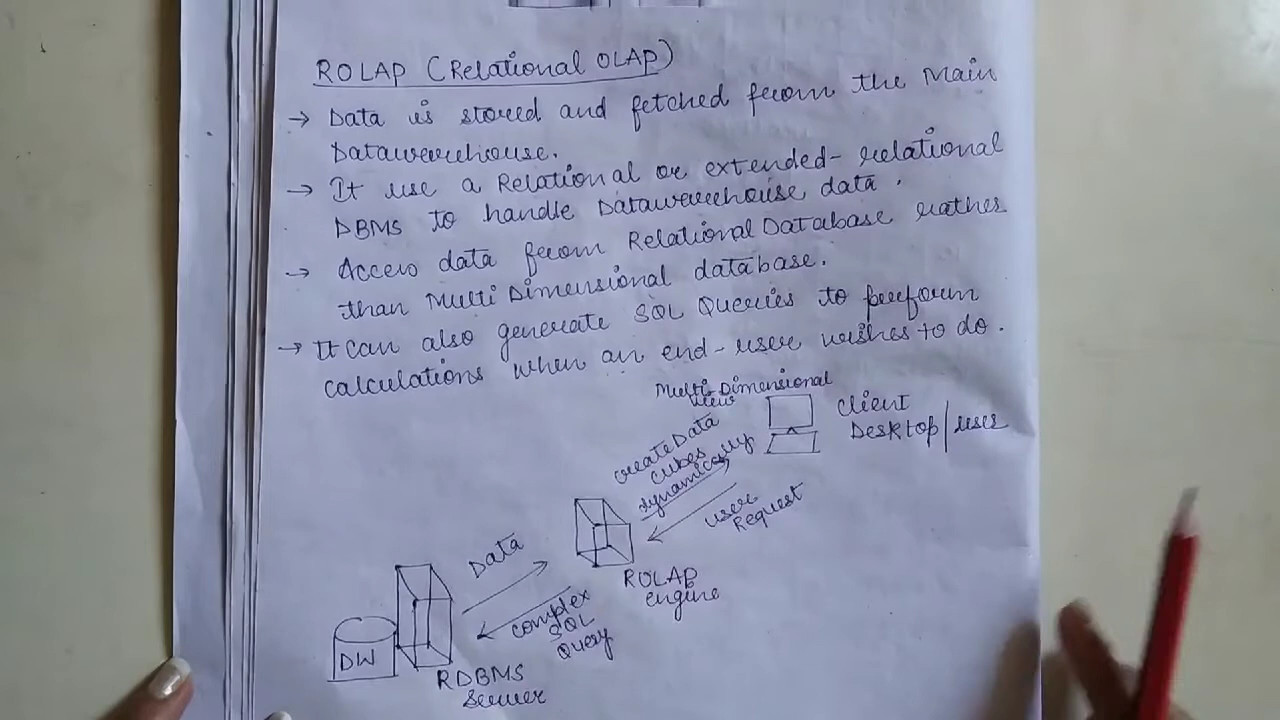 ROLAP (Relational OLAP)
→ Data is stored and fetched from the Main
Datawarehouse.
→ It use a Relational or extended-relational
DBMS to handle Datawarehouse data.
→ Access data from Relational Database rather
than Multi Dimensional database.
→ It can also generate SQL Queries to perform
calculations when an end-user wishes to do.
Multi Dimensional
view
Client
Desktop/user
create Data
cubes
dynamically
user
Request
ROLAP
engine
Data
complex
SQL
Query
DW
RDBMS
Server